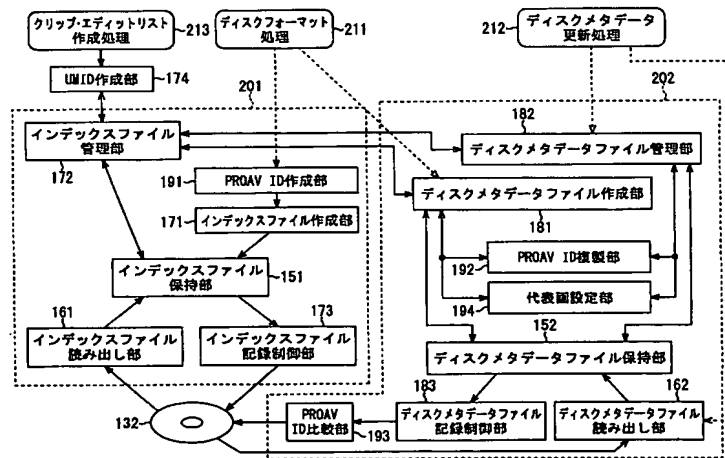 クリップ・エディットリスト
作成処理
213
ディスクフォーマット
処理
211
212
ディスクメタデータ
更新処理
UMID作成部
174
201
202
インデックスファイル
管理部
172
182
ディスクメタデータファイル管理部
191
PROAV ID作成部
ディスクメタデータファイル作成部
181
171
インデックスファイル作成部
PROAV ID複製部
192
インデックスファイル
保持部
151
代表画設定部
194
161
インデックスファイル
読み出し部
173
インデックスファイル
記録制御部
152
ディスクメタデータファイル保持部
183
162
132
PROAV
ID比較部
193
ディスクメタデータファイル
記録制御部
ディスクメタデータファイル
読み出し部